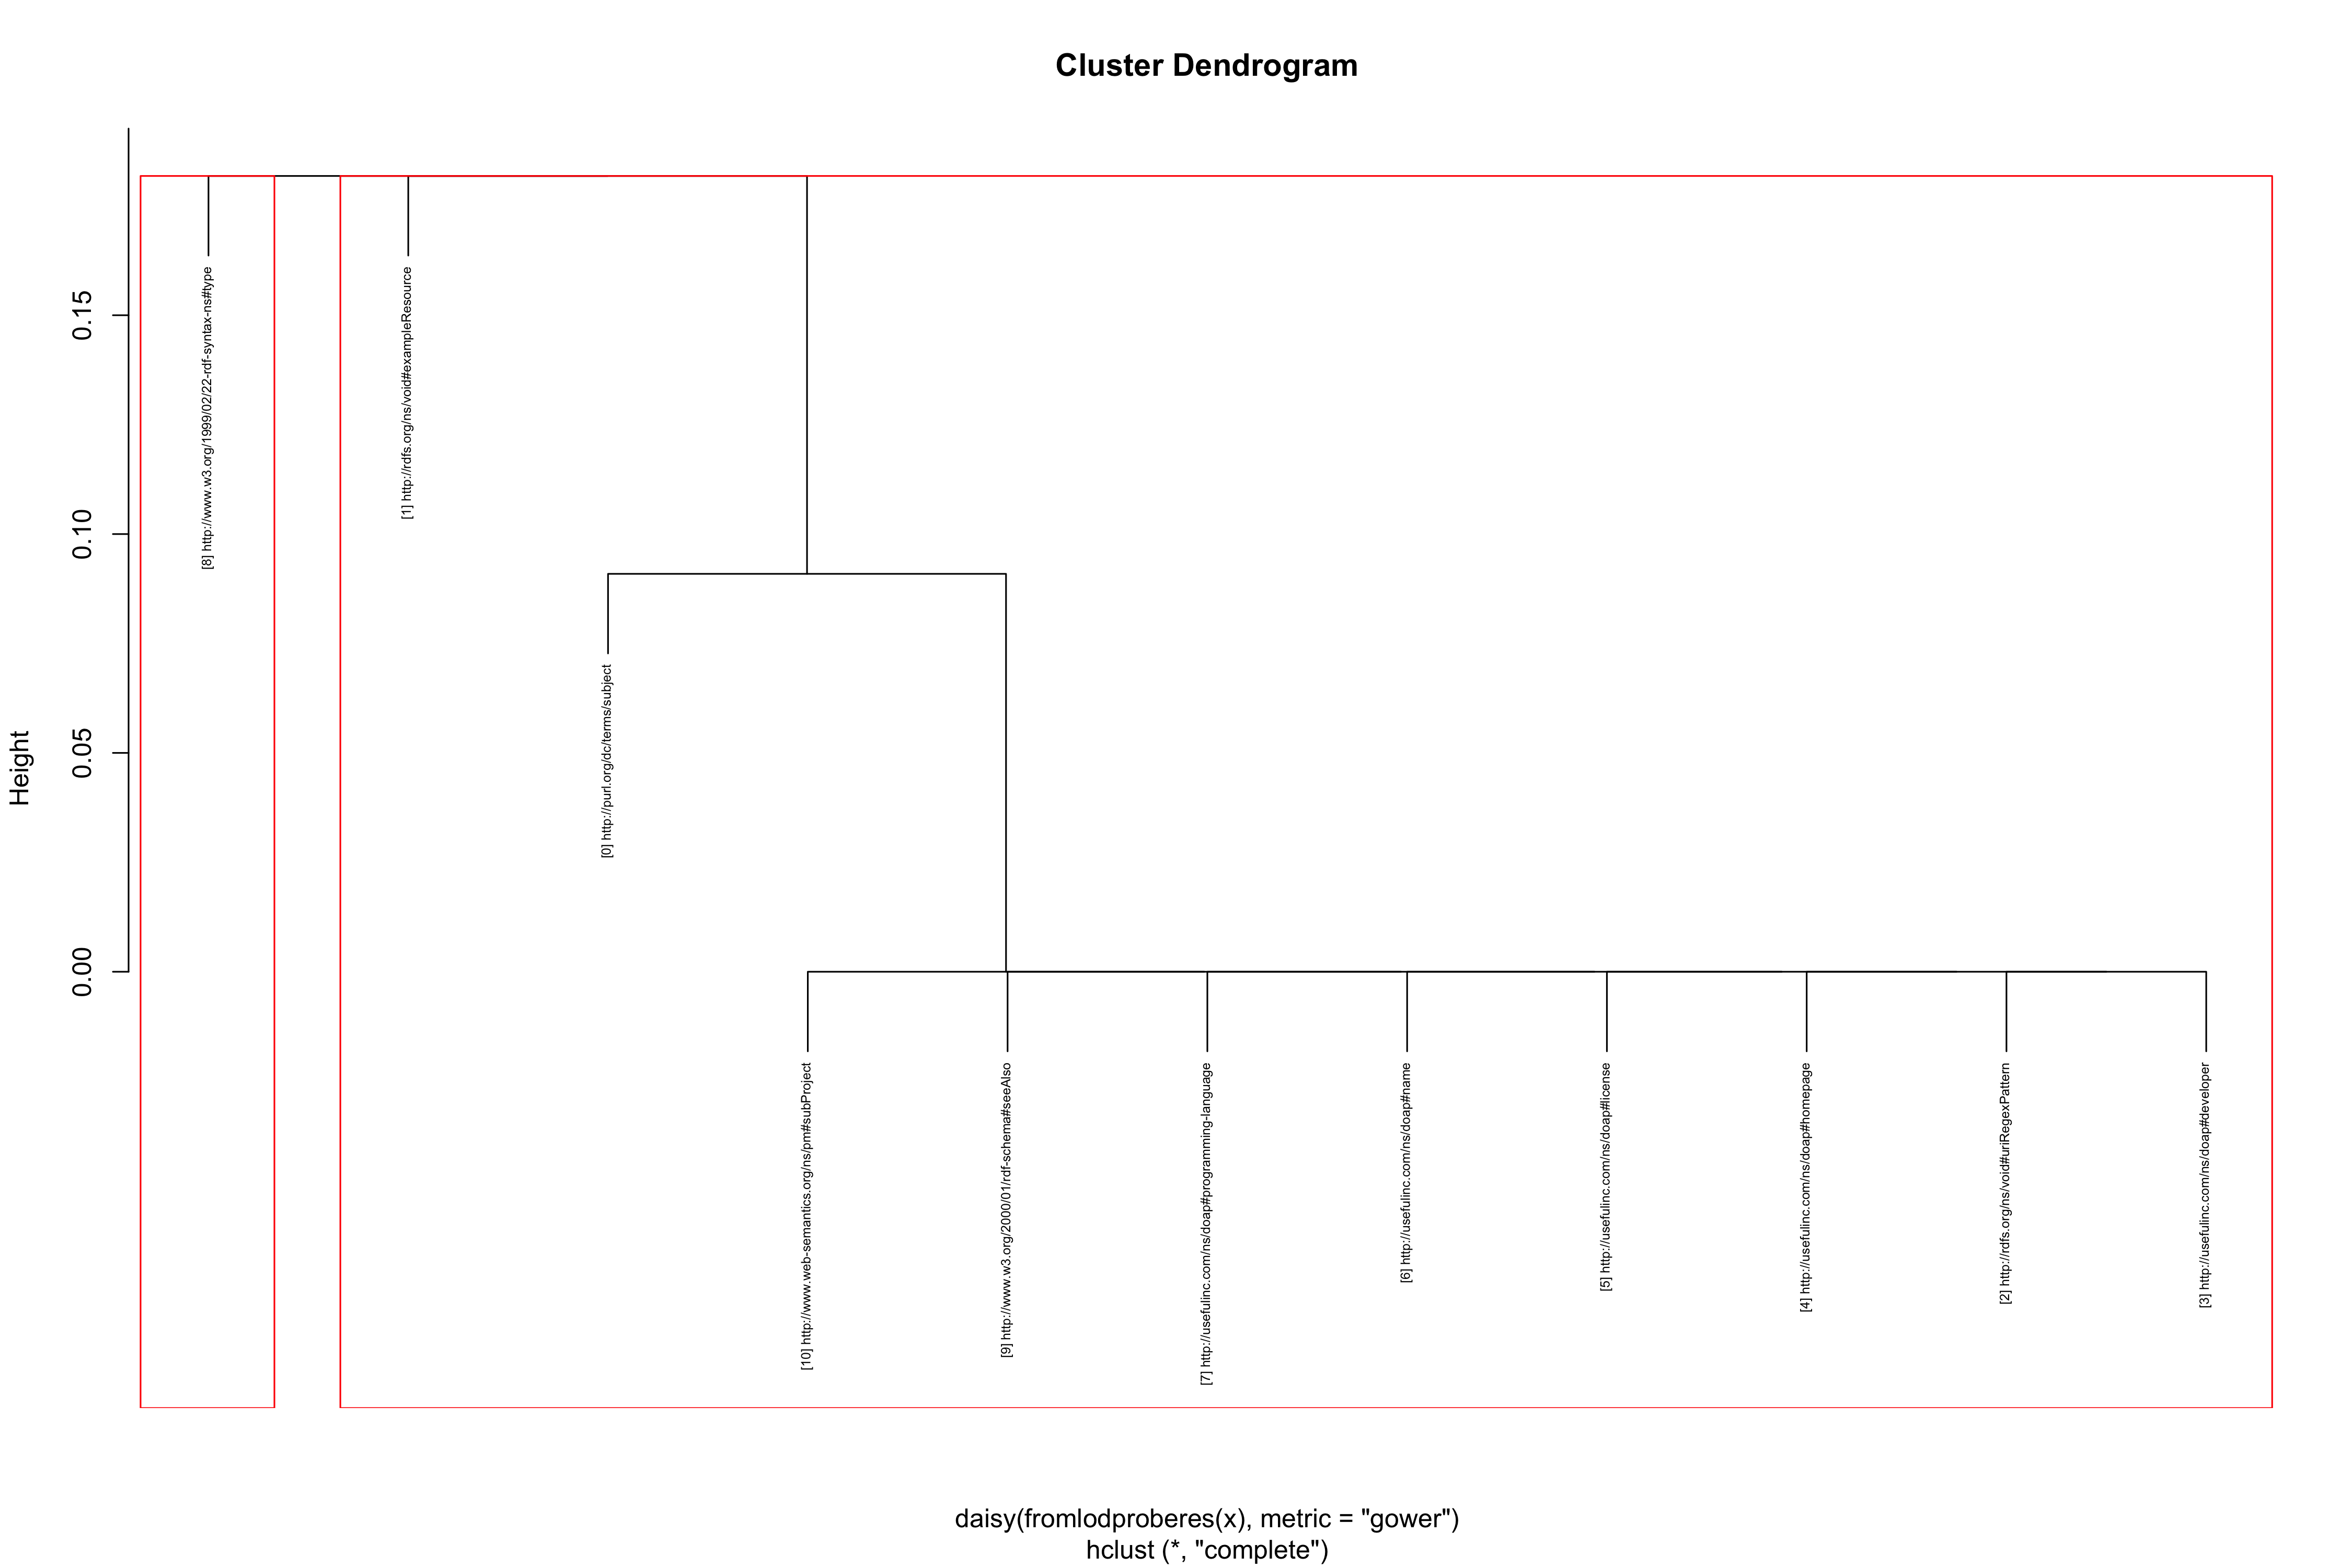 Cluster Dendrogram
Height
0.15
0.10
0.05
0.00
[8] http://www.w3.org/1999/02/22-rdf-syntax-ns#type
[1] http://rdfs.org/ns/void#exampleResource
[0] http://purl.org/dc/terms/subject
[10] http://www.web-semantics.org/ns/pm#subProject
[9] http://www.w3.org/2000/01/rdf-schema#seeAlso
[7] http://usefulinc.com/ns/doap#programming-language
[6] http://usefulinc.com/ns/doap#name
[5] http://usefulinc.com/ns/doap#license
[4] http://usefulinc.com/ns/doap#homepage
[2] http://rdfs.org/ns/void#uriRegexPattern
[3] http://usefulinc.com/ns/doap#developer
daisy(fromlodproberes(x), metric = "gower")
hclust (*, "complete")